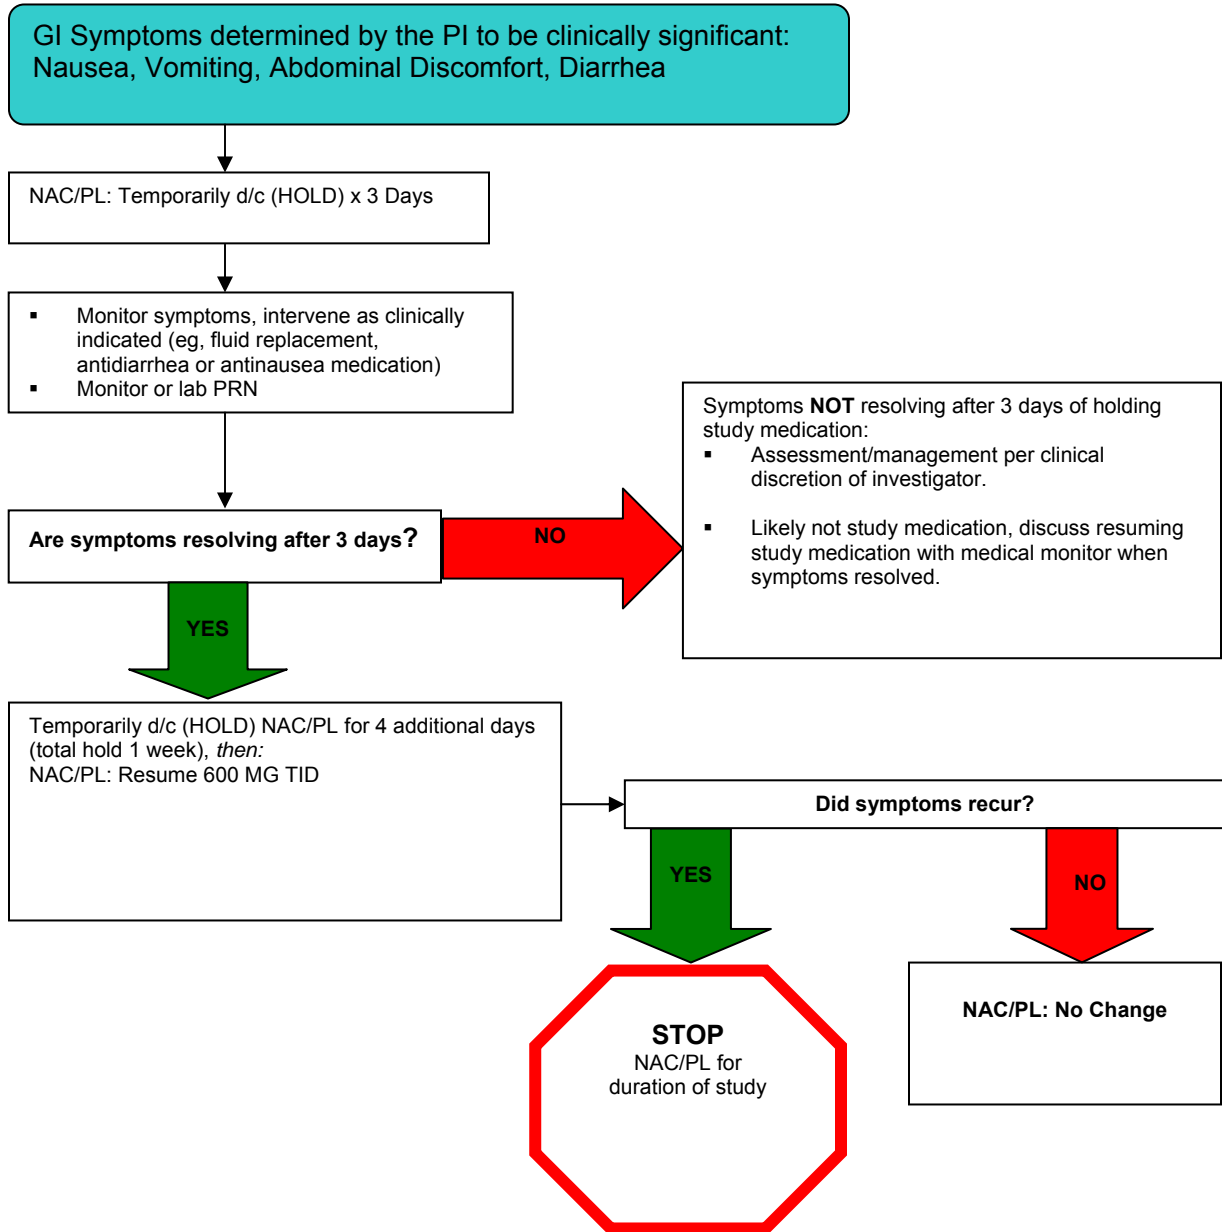 GI Symptoms determined by the PI to be clinically significant:
Nausea, Vomiting, Abdominal Discomfort, Diarrhea
NAC/PL: Temporarily d/c (HOLD) x 3 Days
▪ Monitor symptoms, intervene as clinically
indicated (eg, fluid replacement,
antidiarrhea or antinausea medication)
▪ Monitor or lab PRN
Symptoms NOT resolving after 3 days of holding
study medication:
▪ Assessment/management per clinical
discretion of investigator.
▪ Likely not study medication, discuss resuming
study medication with medical monitor when
symptoms resolved.
Are symptoms resolving after 3 days?
NO
YES
Temporarily d/c (HOLD) NAC/PL for 4 additional days
(total hold 1 week), then:
NAC/PL: Resume 600 MG TID
Did symptoms recur?
YES
NO
STOP
NAC/PL for
duration of study
NAC/PL: No Change